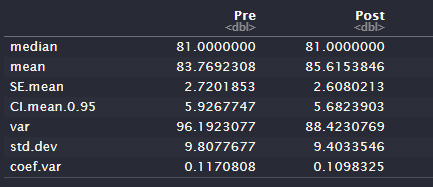 Pre Post
<dbl> <dbl>
median 81.0000000 81.0000000
mean 83.7692308 85.6153846
SE.mean 2.7201853 2.6080213
CI.mean.0.95 5.9267747 5.6823903
var 96.1923077 88.4230769
std.dev 9.8077677 9.4033546
coef.var 0.1170808 0.1098325